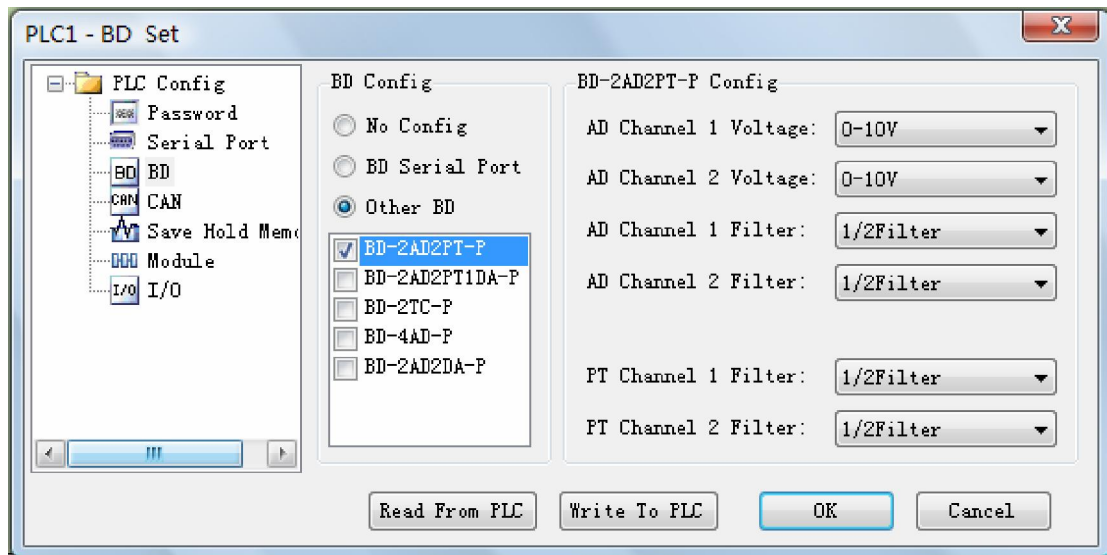 PLC1 - BD Set
PLC Config
Password
Serial Port
BD
BD
CAN
CAN
Save Hold Memo
Module
I/O
I/O
BD Config
No Config
BD Serial Port
Other BD
BD-2AD2PT-P
BD-2AD2PT1DA-P
BD-2TC-P
BD-4AD-P
BD-2AD2DA-P
BD-2AD2PT-P Config
AD Channel 1 Voltage: 0-10V
AD Channel 2 Voltage: 0-10V
AD Channel 1 Filter: 1/2Filter
AD Channel 2 Filter: 1/2Filter
PT Channel 1 Filter: 1/2Filter
PT Channel 2 Filter: 1/2Filter
Read From PLC
Write To PLC
OK
Cancel